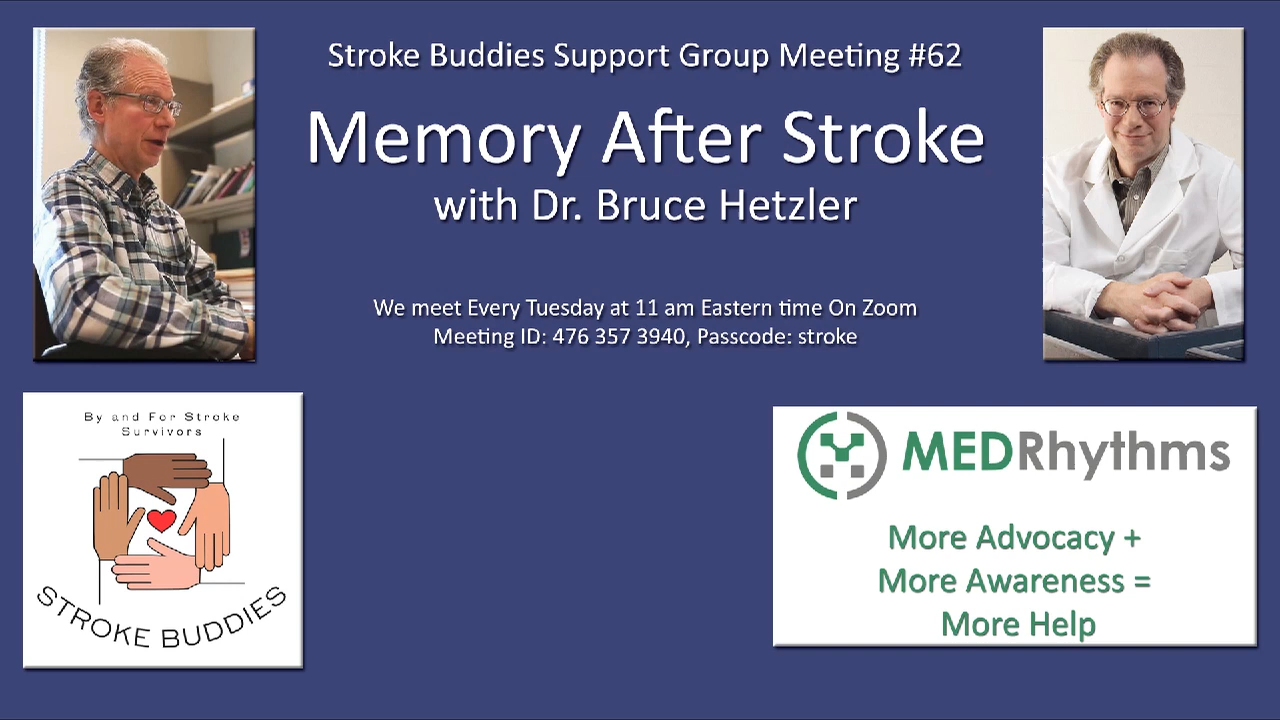 Stroke Buddies Support Group Meeting #62
Memory After Stroke
with Dr. Bruce Hetzler
We meet Every Tuesday at 11 am Eastern time On Zoom
Meeting ID: 476 357 3940, Passcode: stroke
By and For Stroke
Survivors
STROKE BUDDIES
MEDRhythms
More Advocacy +
More Awareness =
More Help